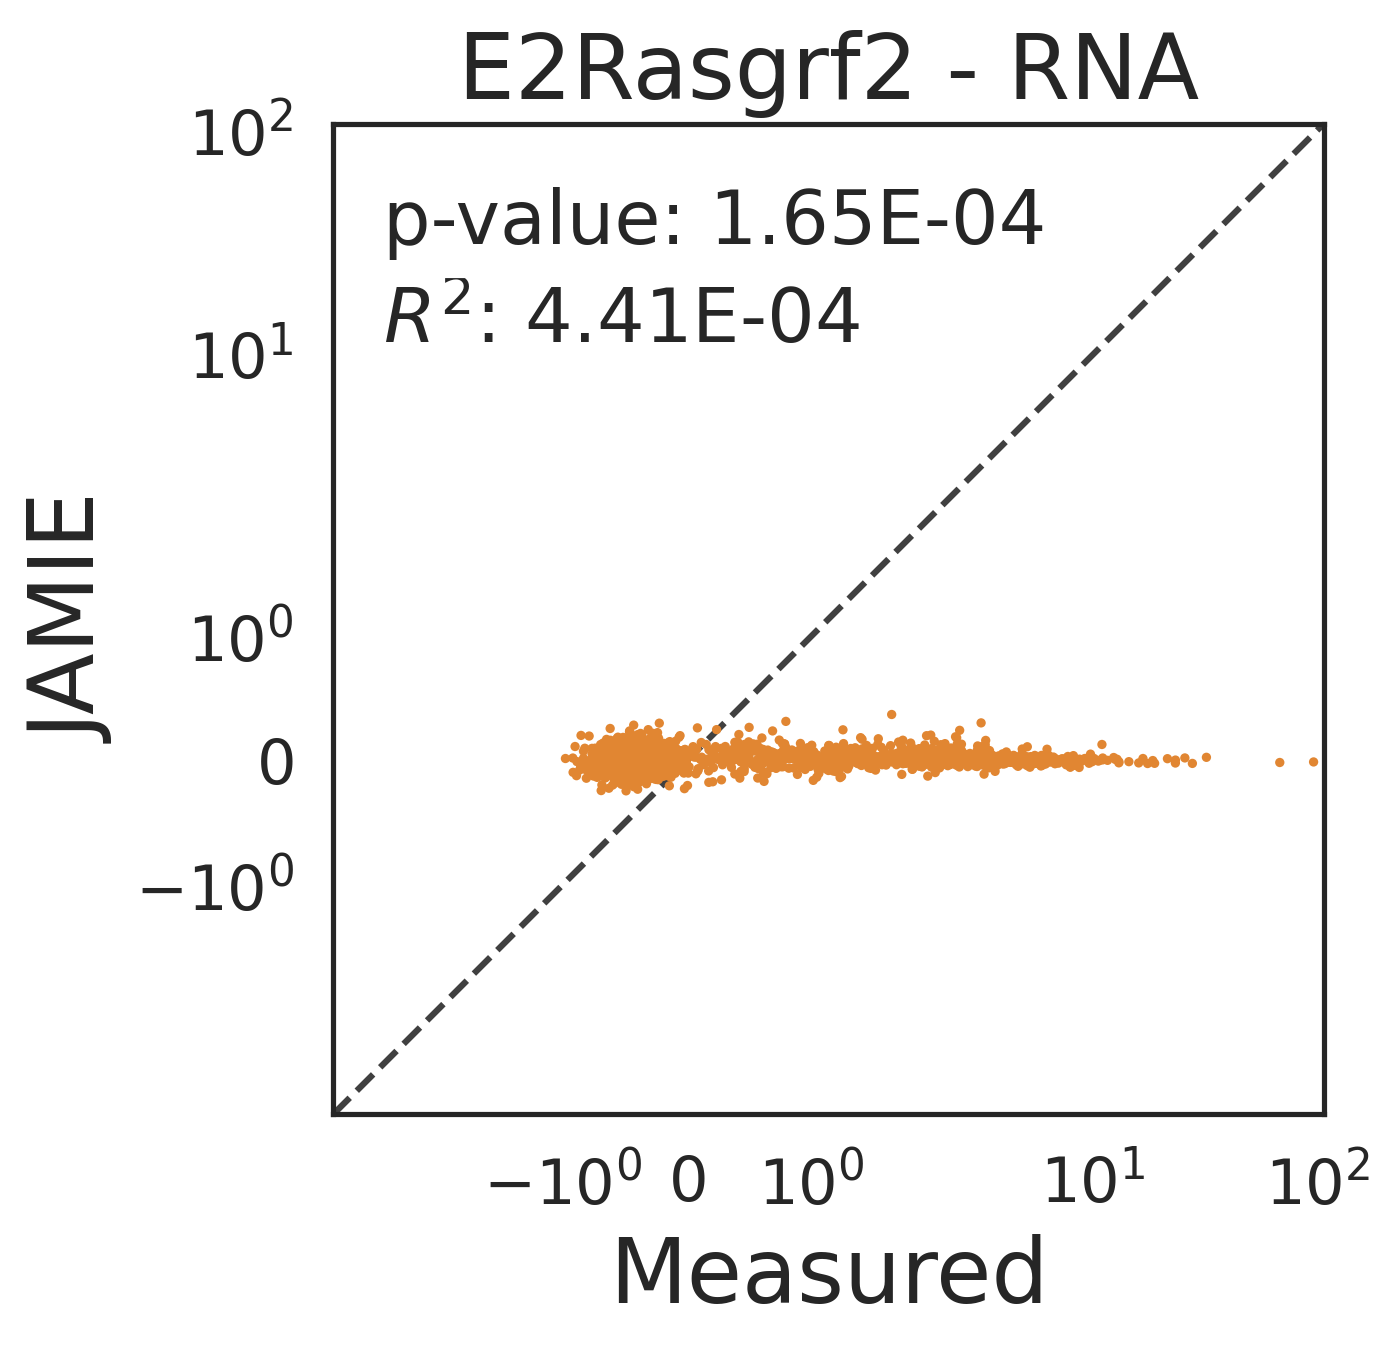 E2Rasgrf2 - RNA
p-value: 1.65E-04
R²: 4.41E-04
10²
10¹
10⁰
0
−10⁰
JAMIE
−10⁰ 0 10⁰ 10¹ 10²
Measured